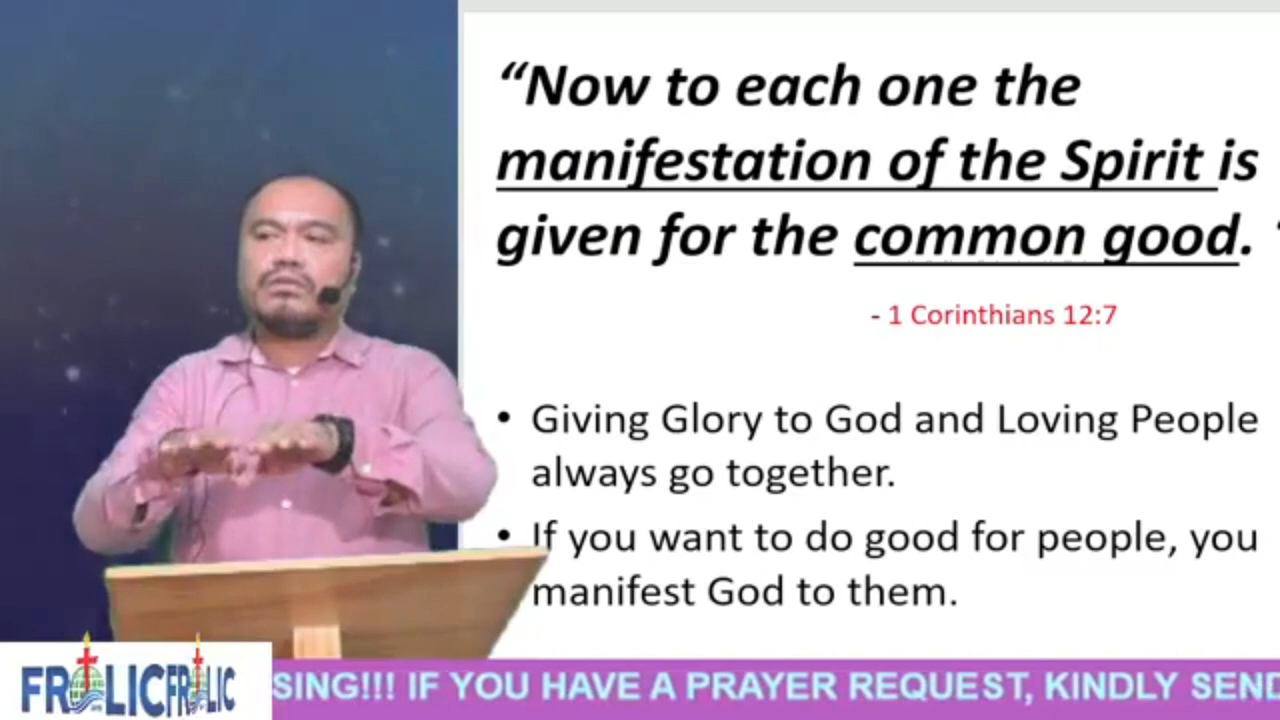 “Now to each one the
manifestation of the Spirit is
given for the common good.
- 1 Corinthians 12:7
• Giving Glory to God and Loving People
always go together.
• If you want to do good for people, you
manifest God to them.
FROLIC FROLIC
SING!!! IF YOU HAVE A PRAYER REQUEST, KINDLY SEND